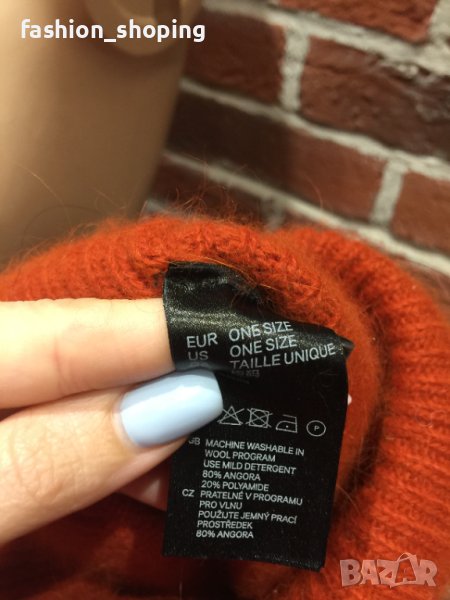 fashion_shoping
EUR ONE SIZE
US ONE SIZE
TAILLE UNIQUE
P
GB MACHINE WASHABLE IN
WOOL PROGRAM
USE MILD DETERGENT
80% ANGORA
20% POLYAMIDE
CZ PRATELNÉ V PROGRAMU
PRO VLNU
POUŽIJTE JEMNÝ PRACÍ
PROSTŘEDEK
80% ANGORA
BAZAR